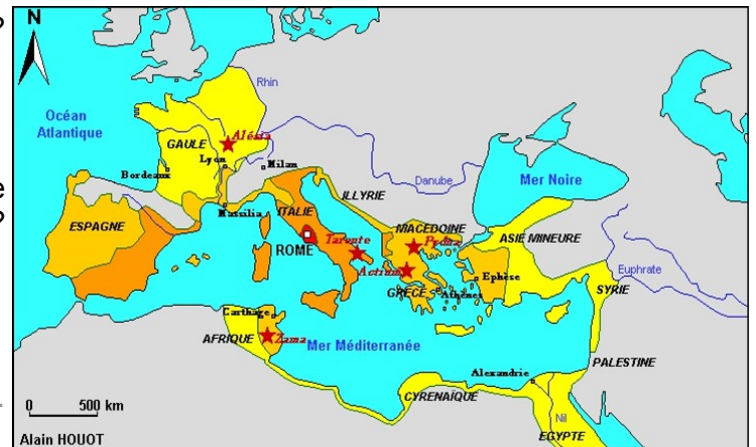 N
Océan
Atlantique
Rhin
GAULE
Alésia
Lyon
Bordeaux
Milan
Danube
Mer Noire
Massilia
ITALIE
ILLYRIE
ESPAGNE
ROME
Tarente
MACEDOINE
Pydna
ASIE MINEURE
Actium
GRECE
Athènes
Ephèse
Euphrate
SYRIE
Carthage
AFRIQUE
Zama
Mer Méditerranée
PALESTINE
Alexandrie
CYRENAÏQUE
Nil
EGYPTE
0 500 km
Alain HOUOT